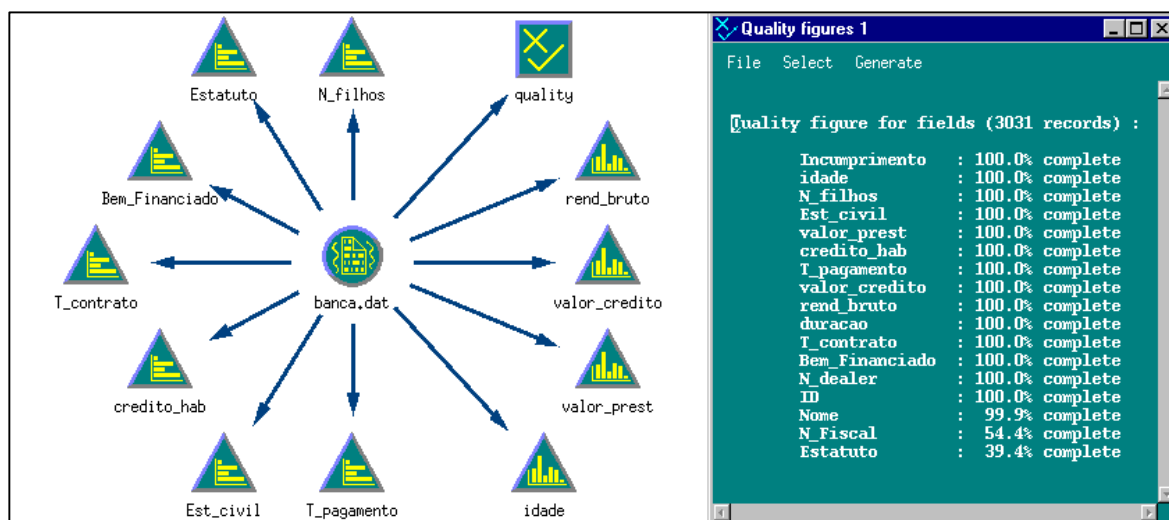 Estatuto
N_filhos
quality
Bem_Financiado
rend_bruto
T_contrato
banca.dat
valor_credito
credito_hab
valor_prest
Est_civil
T_pagamento
idade
Quality figures 1
File Select Generate
Quality figure for fields (3031 records) :
Incumprimento : 100.0% complete
idade : 100.0% complete
N_filhos : 100.0% complete
Est_civil : 100.0% complete
valor_prest : 100.0% complete
credito_hab : 100.0% complete
T_pagamento : 100.0% complete
valor_credito : 100.0% complete
rend_bruto : 100.0% complete
duracao : 100.0% complete
T_contrato : 100.0% complete
Bem_Financiado : 100.0% complete
N_dealer : 100.0% complete
ID : 100.0% complete
Nome : 99.9% complete
N_Fiscal : 54.4% complete
Estatuto : 39.4% complete